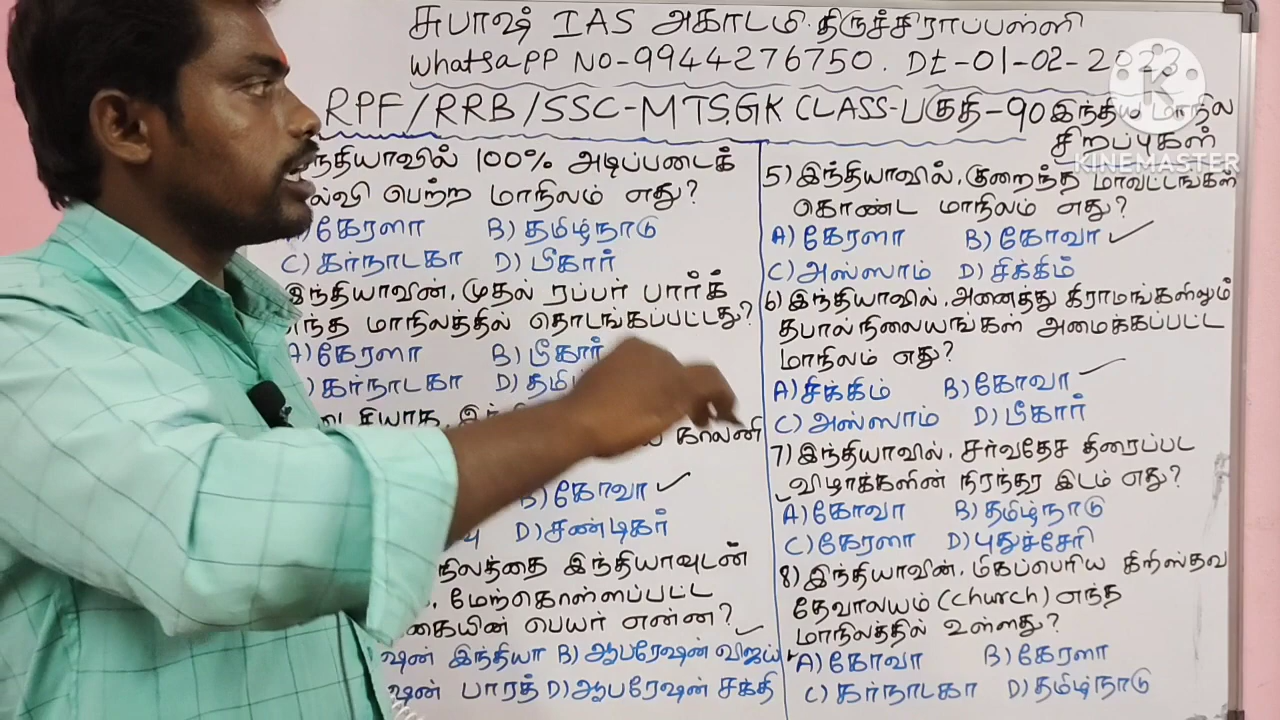 சுபாஷ் IAS அகாடமி திருச்சிராப்பள்ளி
Whatsapp NO-9944276750. Dt-01-02-2023
RPF/RRB/SSC-MTS,GK CLASS-பகுதி-90 இந்திய மாநில
சிறப்புகள்
KINEMASTER
100% அடிப்படைக்
பெற்ற மாநிலம் எது?
A) கேரளா B) தமிழ்நாடு
C) கர்நாடகா D) பீகார்
இந்தியாவின், முதல் ரப்பர் பார்க்
மாநிலத்தில் தொடங்கப்பட்டது?
A) கேரளா B) பீகார்
கர்நாடகா D)
காலனி
B) கோவா ✓
D) சண்டிகர்
இந்தியாவுடன்
மேற்கொள்ளப்பட்ட
பெயர் என்ன?
இந்தியா B) ஆபரேஷன் விஜய் ✓
பாரத் D) ஆபரேஷன் சக்தி
5) இந்தியாவில், குறைந்த மாவட்டங்கள்
கொண்ட மாநிலம் எது?
A) கேரளா B) கோவா ✓
C) அஸ்ஸாம் D) சிக்கிம்
6) இந்தியாவில், அனைத்து கிராமங்களிலும்
தபால் நிலையங்கள் அமைக்கப்பட்ட
மாநிலம் எது?
A) சிக்கிம் B) கோவா ✓
C) அஸ்ஸாம் D) பீகார்
7) இந்தியாவில், சர்வதேச திரைப்பட
விழாக்களின் நிரந்தர இடம் எது?
A) கோவா B) தமிழ்நாடு
C) கேரளா D) புதுச்சேரி
8) இந்தியாவின், மிகப்பெரிய கிறிஸ்தவ
தேவாலயம் (Church) எந்த
மாநிலத்தில் உள்ளது?
A) கோவா B) கேரளா
C) கர்நாடகா D) தமிழ்நாடு